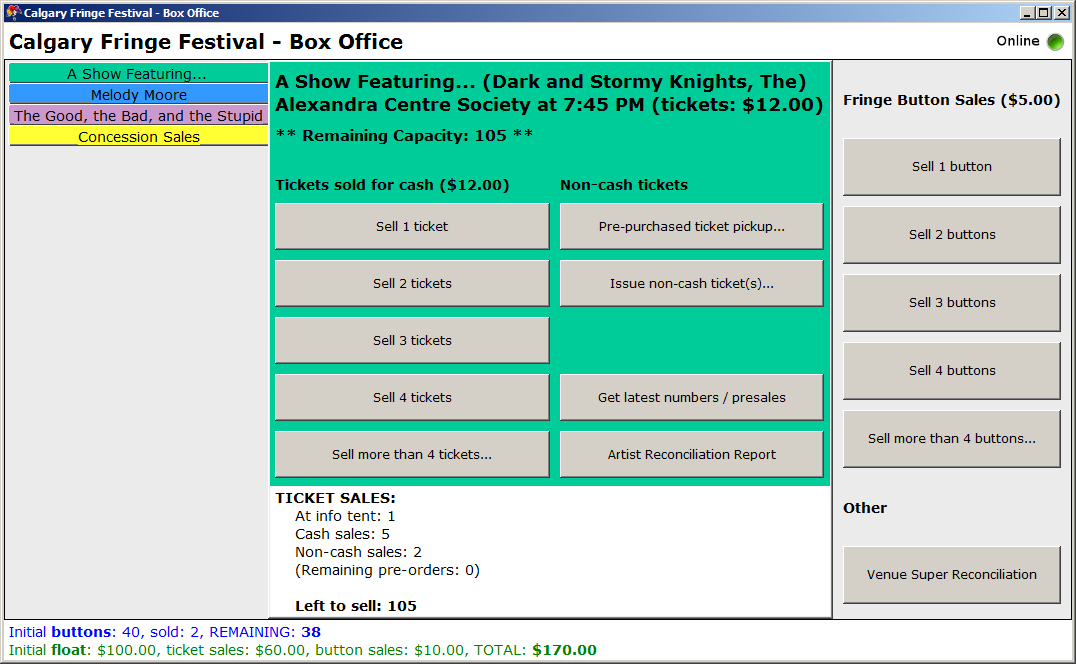 Calgary Fringe Festival - Box Office
Calgary Fringe Festival - Box Office
Online
A Show Featuring...
Melody Moore
The Good, the Bad, and the Stupid
Concession Sales
A Show Featuring... (Dark and Stormy Knights, The)
Alexandra Centre Society at 7:45 PM (tickets: $12.00)
** Remaining Capacity: 105 **
Tickets sold for cash ($12.00)
Sell 1 ticket
Sell 2 tickets
Sell 3 tickets
Sell 4 tickets
Sell more than 4 tickets...
Non-cash tickets
Pre-purchased ticket pickup...
Issue non-cash ticket(s)...
Get latest numbers / presales
Artist Reconciliation Report
TICKET SALES:
At info tent: 1
Cash sales: 5
Non-cash sales: 2
(Remaining pre-orders: 0)
Left to sell: 105
Fringe Button Sales ($5.00)
Sell 1 button
Sell 2 buttons
Sell 3 buttons
Sell 4 buttons
Sell more than 4 buttons...
Other
Venue Super Reconciliation
Initial buttons: 40, sold: 2, REMAINING: 38
Initial float: $100.00, ticket sales: $60.00, button sales: $10.00, TOTAL: $170.00